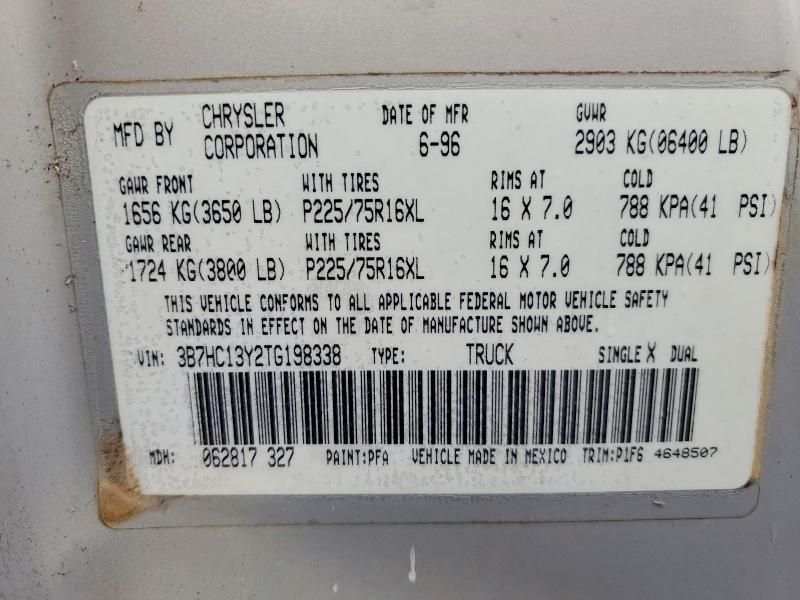 MFD BY CHRYSLER CORPORATION DATE OF MFR 6-96 GVWR 2903 KG(06400 LB)
GAWR FRONT WITH TIRES RIMS AT COLD
1656 KG(3650 LB) P225/75R16XL 16 X 7.0 788 KPA(41 PSI)
GAWR REAR WITH TIRES RIMS AT COLD
1724 KG(3800 LB) P225/75R16XL 16 X 7.0 788 KPA(41 PSI)
THIS VEHICLE CONFORMS TO ALL APPLICABLE FEDERAL MOTOR VEHICLE SAFETY
STANDARDS IN EFFECT ON THE DATE OF MANUFACTURE SHOWN ABOVE.
VIN: 3B7HC13Y2TG198338 TYPE: TRUCK SINGLE X DUAL
MDH: 062817 327 PAINT:PFA VEHICLE MADE IN MEXICO TRIM:P1F6 4648507